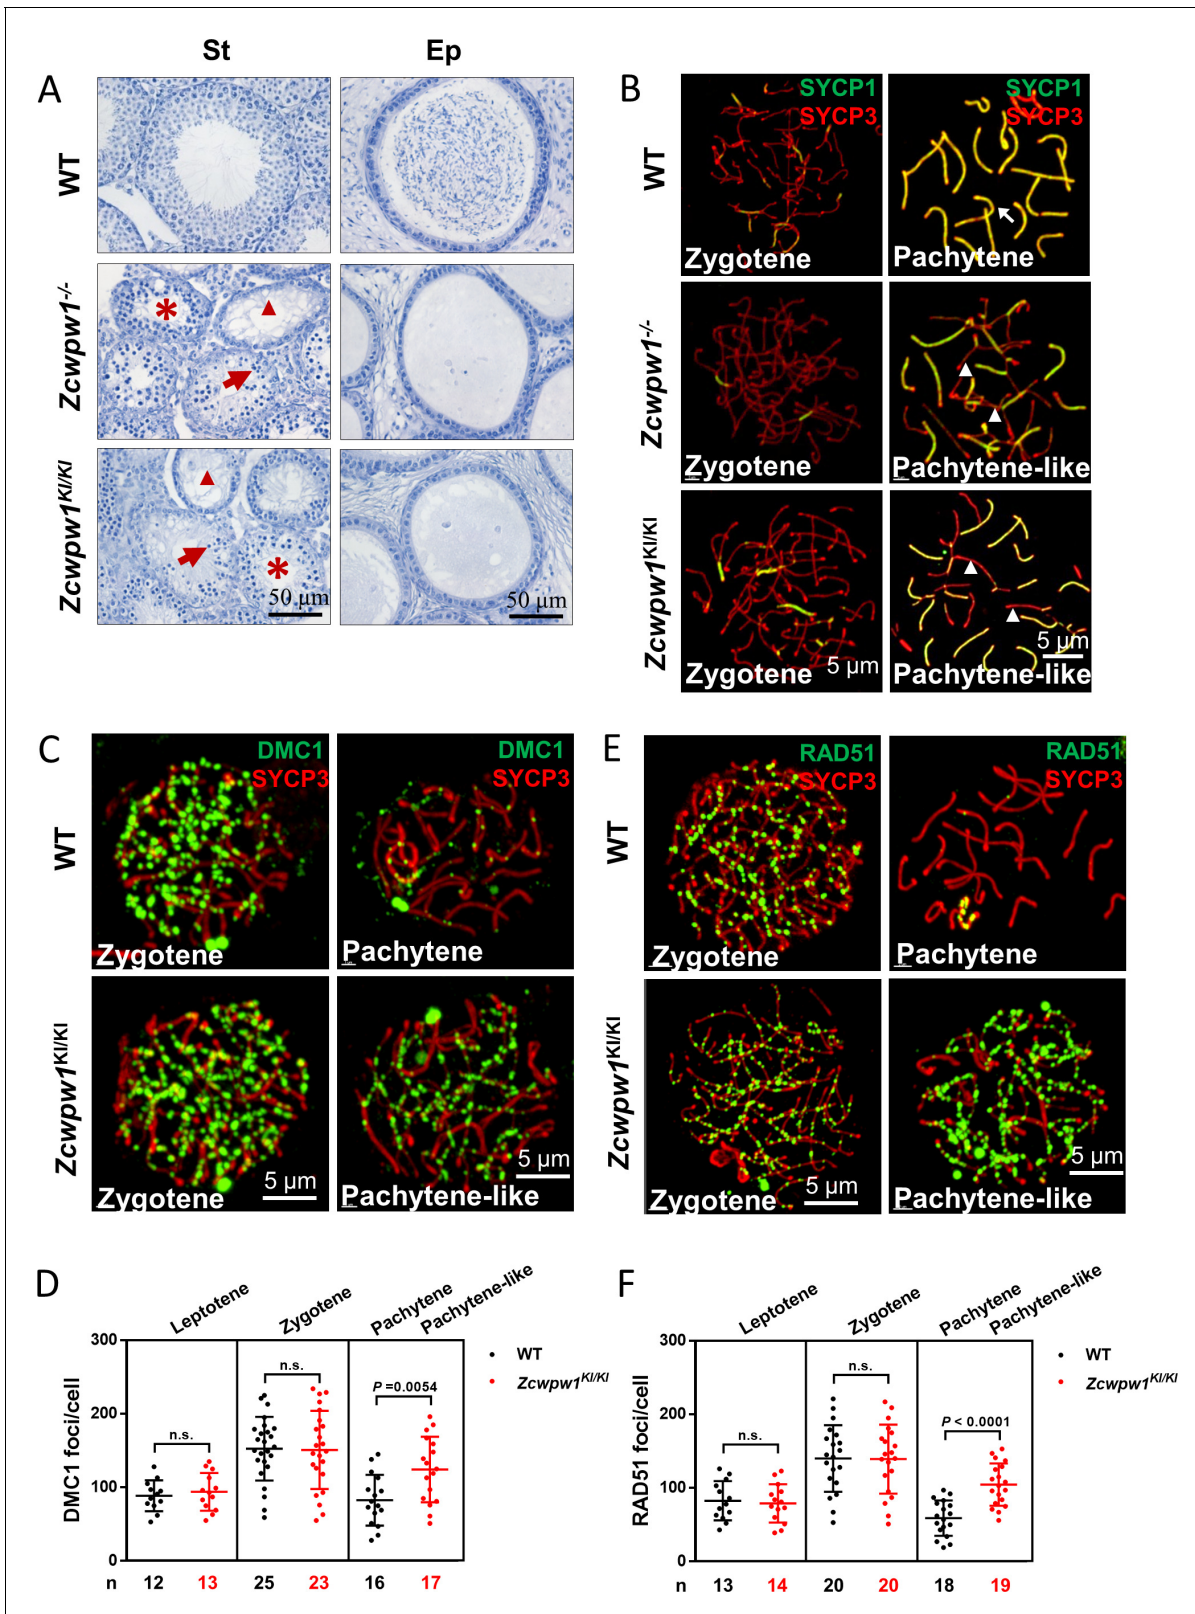 St Ep
A
WT
Zcwpw1-/-
Zcwpw1KI/KI
50 µm 50 µm
B
SYCP1
SYCP3
SYCP1
SYCP3
WT
Zygotene
Pachytene
Zcwpw1-/-
Zygotene
Pachytene-like
Zcwpw1KI/KI
5 µm
5 µm
Zygotene
Pachytene-like
C
DMC1
SYCP3
DMC1
SYCP3
WT
Zygotene
Pachytene
Zcwpw1KI/KI
5 µm
5 µm
Zygotene
Pachytene-like
E
RAD51
SYCP3
RAD51
SYCP3
WT
Zygotene
Pachytene
Zcwpw1KI/KI
5 µm
5 µm
Zygotene
Pachytene-like
D
Leptotene
Zygotene
Pachytene
Pachytene-like
DMC1 foci/cell
300
200
100
0
n.s.
n.s.
P =0.0054
WT
Zcwpw1KI/KI
n 12 13 25 23 16 17
F
Leptotene
Zygotene
Pachytene
Pachytene-like
RAD51 foci/cell
300
200
100
0
n.s.
n.s.
P < 0.0001
WT
Zcwpw1KI/KI
n 13 14 20 20 18 19